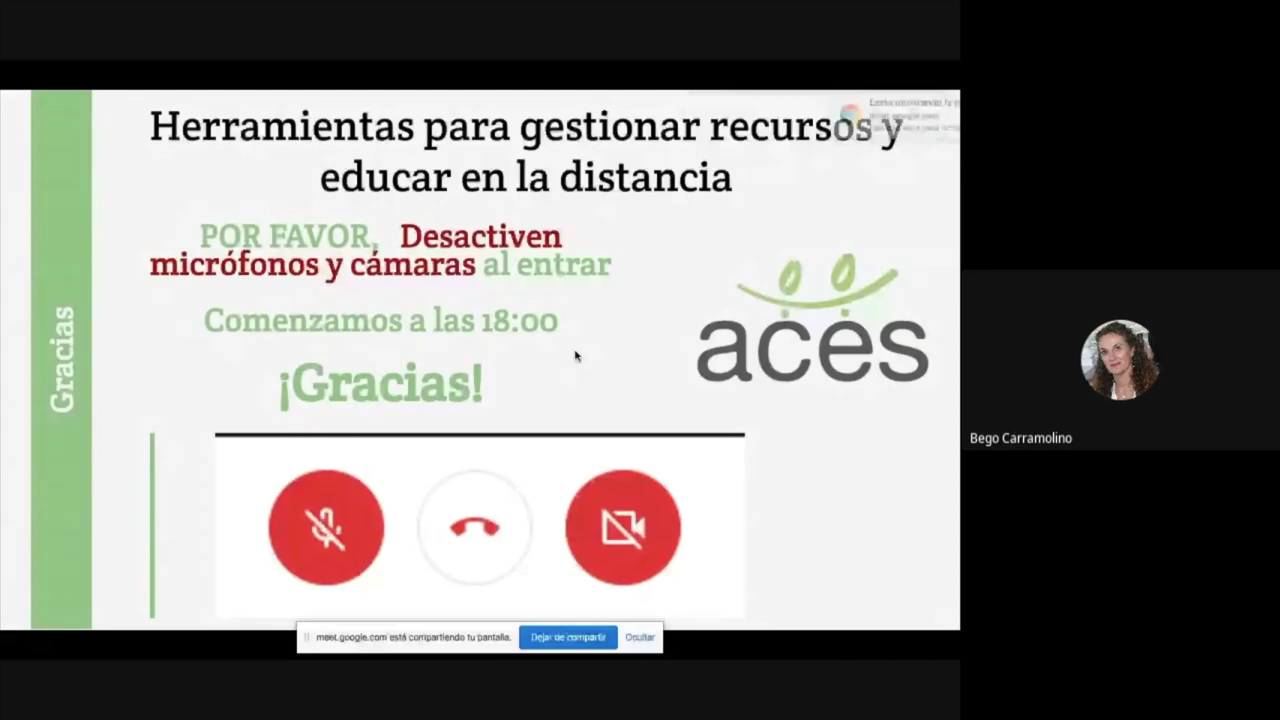 Herramientas para gestionar recursos y
educar en la distancia
POR FAVOR, Desactiven
micrófonos y cámaras al entrar
Comenzamos a las 18:00
¡Gracias!
Gracias
aces
Bego Carramolino
meet.google.com está compartiendo tu pantalla.
Dejar de compartir
Ocultar